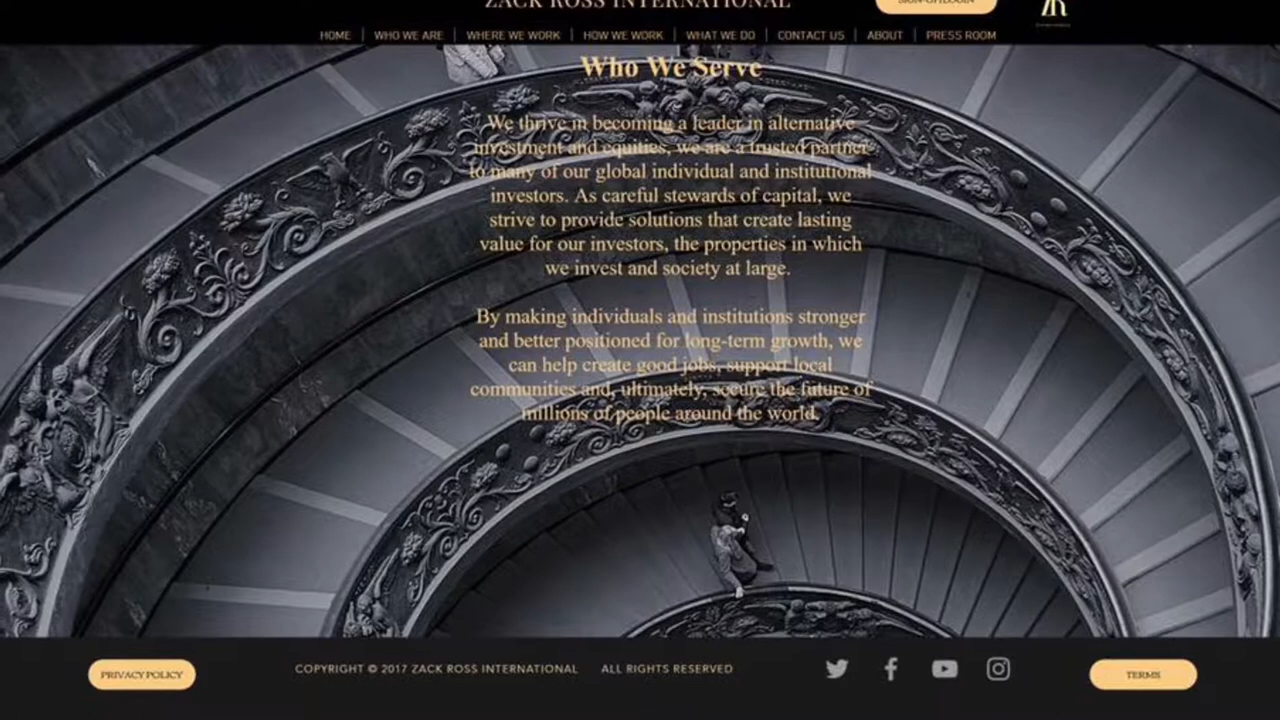 ZACK ROSS INTERNATIONAL
SIGN-UP/LOGIN
HOME
WHO WE ARE
WHERE WE WORK
HOW WE WORK
WHAT WE DO
CONTACT US
ABOUT
PRESS ROOM
Who We Serve
We thrive in becoming a leader in alternative
investment and equities, we are a trusted partner
to many of our global individual and institutional
investors. As careful stewards of capital, we
strive to provide solutions that create lasting
value for our investors, the properties in which
we invest and society at large.
By making individuals and institutions stronger
and better positioned for long-term growth, we
can help create good jobs, support local
communities and, ultimately, secure the future of
millions of people around the world.
PRIVACY POLICY
COPYRIGHT © 2017 ZACK ROSS INTERNATIONAL ALL RIGHTS RESERVED
TERMS